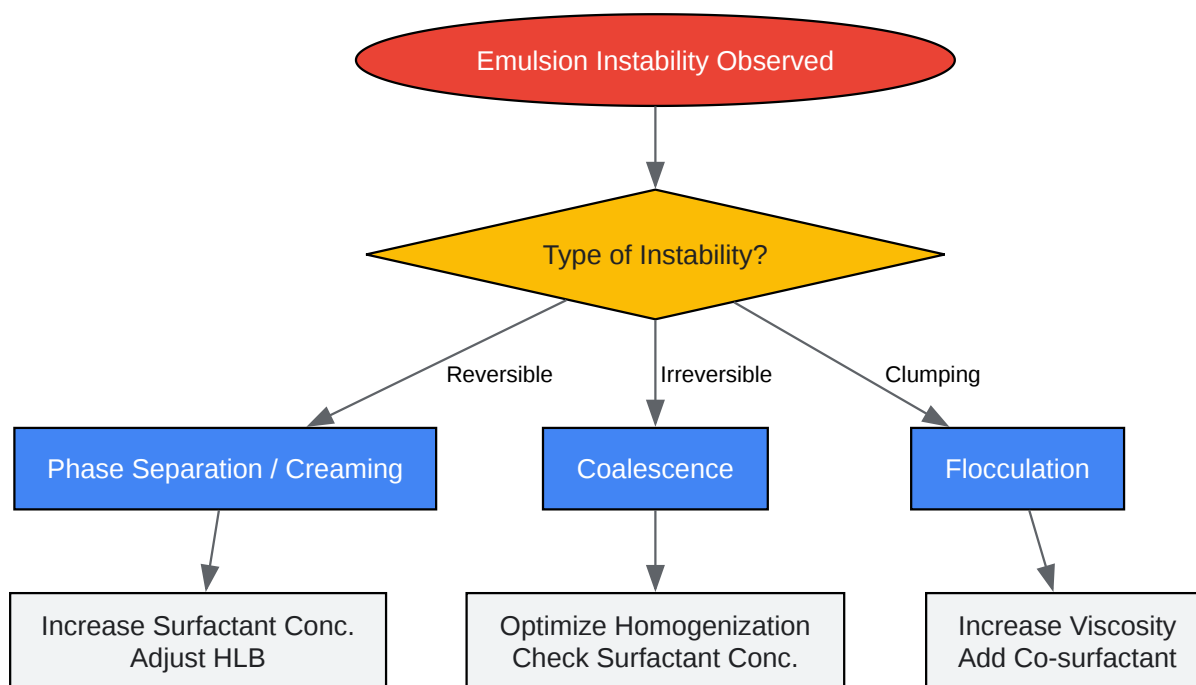 Emulsion Instability Observed
Type of Instability?
Reversible
Irreversible
Clumping
Phase Separation / Creaming
Coalescence
Flocculation
Increase Surfactant Conc.
Adjust HLB
Optimize Homogenization
Check Surfactant Conc.
Increase Viscosity
Add Co-surfactant